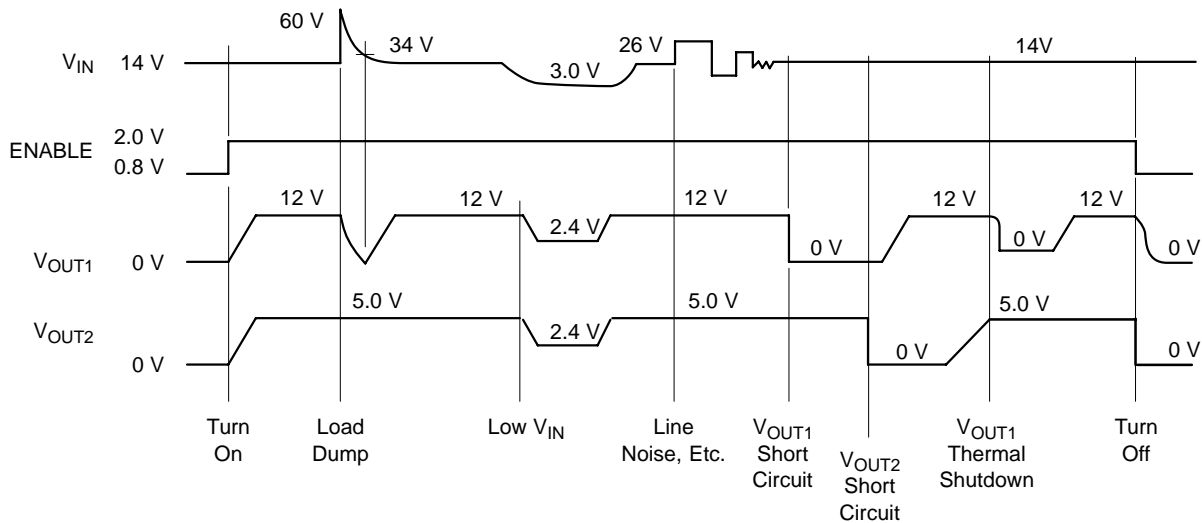 60 V
34 V
26 V
14V
V_IN 14 V
3.0 V
2.0 V
ENABLE
0.8 V
12 V 12 V 12 V 12 V 12 V
2.4 V
V_OUT1 0 V
0 V 0 V 0 V
5.0 V 5.0 V 5.0 V
V_OUT2
2.4 V
0 V
0 V 0 V
Turn On
Load Dump
Low V_IN
Line Noise, Etc.
V_OUT1 Short Circuit
V_OUT2 Short Circuit
V_OUT1 Thermal Shutdown
Turn Off